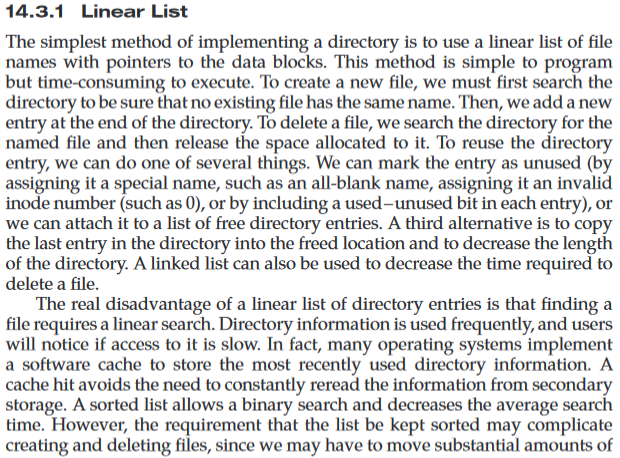 14.3.1 Linear List
The simplest method of implementing a directory is to use a linear list of file
names with pointers to the data blocks. This method is simple to program
but time-consuming to execute. To create a new file, we must first search the
directory to be sure that no existing file has the same name. Then, we add a new
entry at the end of the directory. To delete a file, we search the directory for the
named file and then release the space allocated to it. To reuse the directory
entry, we can do one of several things. We can mark the entry as unused (by
assigning it a special name, such as an all-blank name, assigning it an invalid
inode number (such as 0), or by including a used–unused bit in each entry), or
we can attach it to a list of free directory entries. A third alternative is to copy
the last entry in the directory into the freed location and to decrease the length
of the directory. A linked list can also be used to decrease the time required to
delete a file.
The real disadvantage of a linear list of directory entries is that finding a
file requires a linear search. Directory information is used frequently, and users
will notice if access to it is slow. In fact, many operating systems implement
a software cache to store the most recently used directory information. A
cache hit avoids the need to constantly reread the information from secondary
storage. A sorted list allows a binary search and decreases the average search
time. However, the requirement that the list be kept sorted may complicate
creating and deleting files, since we may have to move substantial amounts of